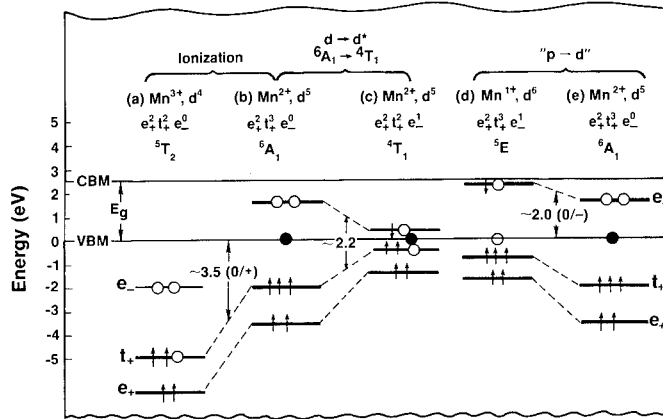 d → d*
⁶A₁ → ⁴T₁
Ionization
"p → d"
(a) Mn³⁺, d⁴
(b) Mn²⁺, d⁵
(c) Mn²⁺, d⁵
(d) Mn¹⁺, d⁶
(e) Mn²⁺, d⁵
e₊² t₊² e₋⁰
e₊² t₊³ e₋⁰
e₊² t₊² e₋¹
e₊² t₊³ e₋¹
e₊² t₊³ e₋⁰
⁵T₂
⁶A₁
⁴T₁
⁵E
⁶A₁
Energy (eV)
5
4
3
2
1
0
-1
-2
-3
-4
-5
CBM
Eg
VBM
~3.5 (0/+)
~2.2
~2.0 (0/−)
e₋
t₊
e₊
e₋
t₊
e₊